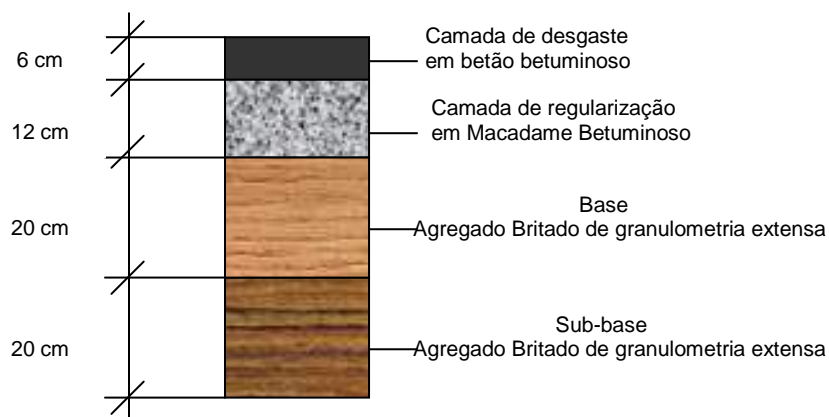 6 cm
Camada de desgaste
em betão betuminoso
12 cm
Camada de regularização
em Macadame Betuminoso
20 cm
Base
Agregado Britado de granulometria extensa
20 cm
Sub-base
Agregado Britado de granulometria extensa